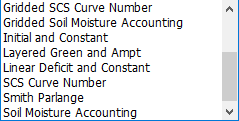 Gridded SCS Curve Number
Gridded Soil Moisture Accounting
Initial and Constant
Layered Green and Ampt
Linear Deficit and Constant
SCS Curve Number
Smith Parlange
Soil Moisture Accounting